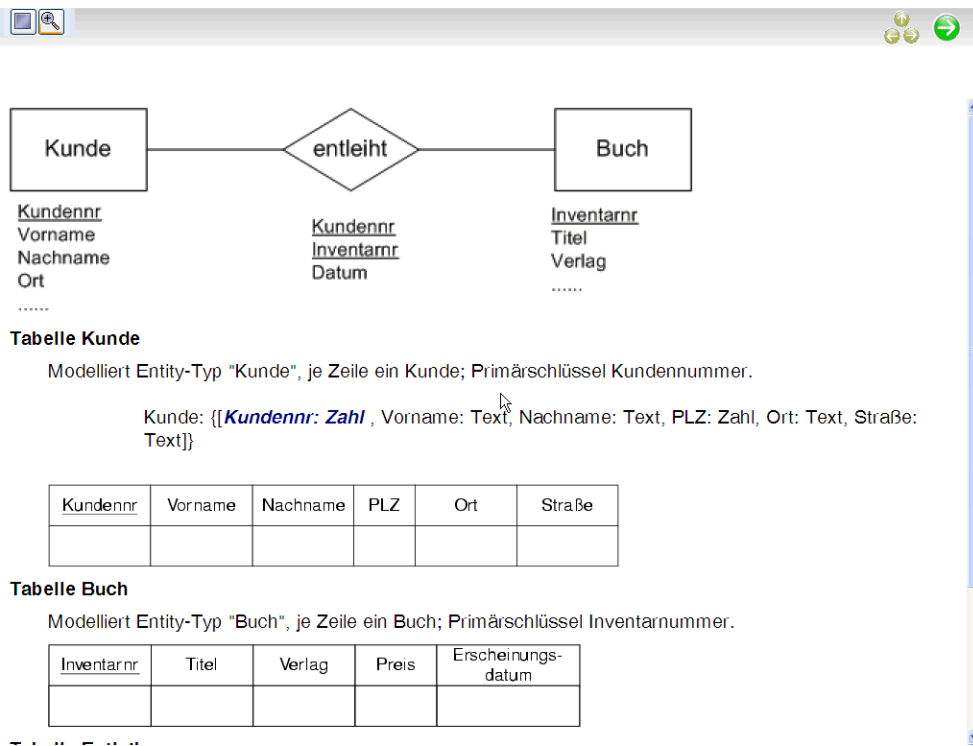 Kunde
entleiht
Buch
Kundennr
Vorname
Nachname
Ort
......
Kundennr
Inventarnr
Datum
Inventarnr
Titel
Verlag
......
Tabelle Kunde
Modelliert Entity-Typ "Kunde", je Zeile ein Kunde; Primärschlüssel Kundennummer.
Kunde: {[Kundennr: Zahl , Vorname: Text, Nachname: Text, PLZ: Zahl, Ort: Text, Straße:
Text]}
Kundennr Vorname Nachname PLZ Ort Straße
Tabelle Buch
Modelliert Entity-Typ "Buch", je Zeile ein Buch; Primärschlüssel Inventarnummer.
Inventarnr Titel Verlag Preis Erscheinungs-
datum
Tabelle